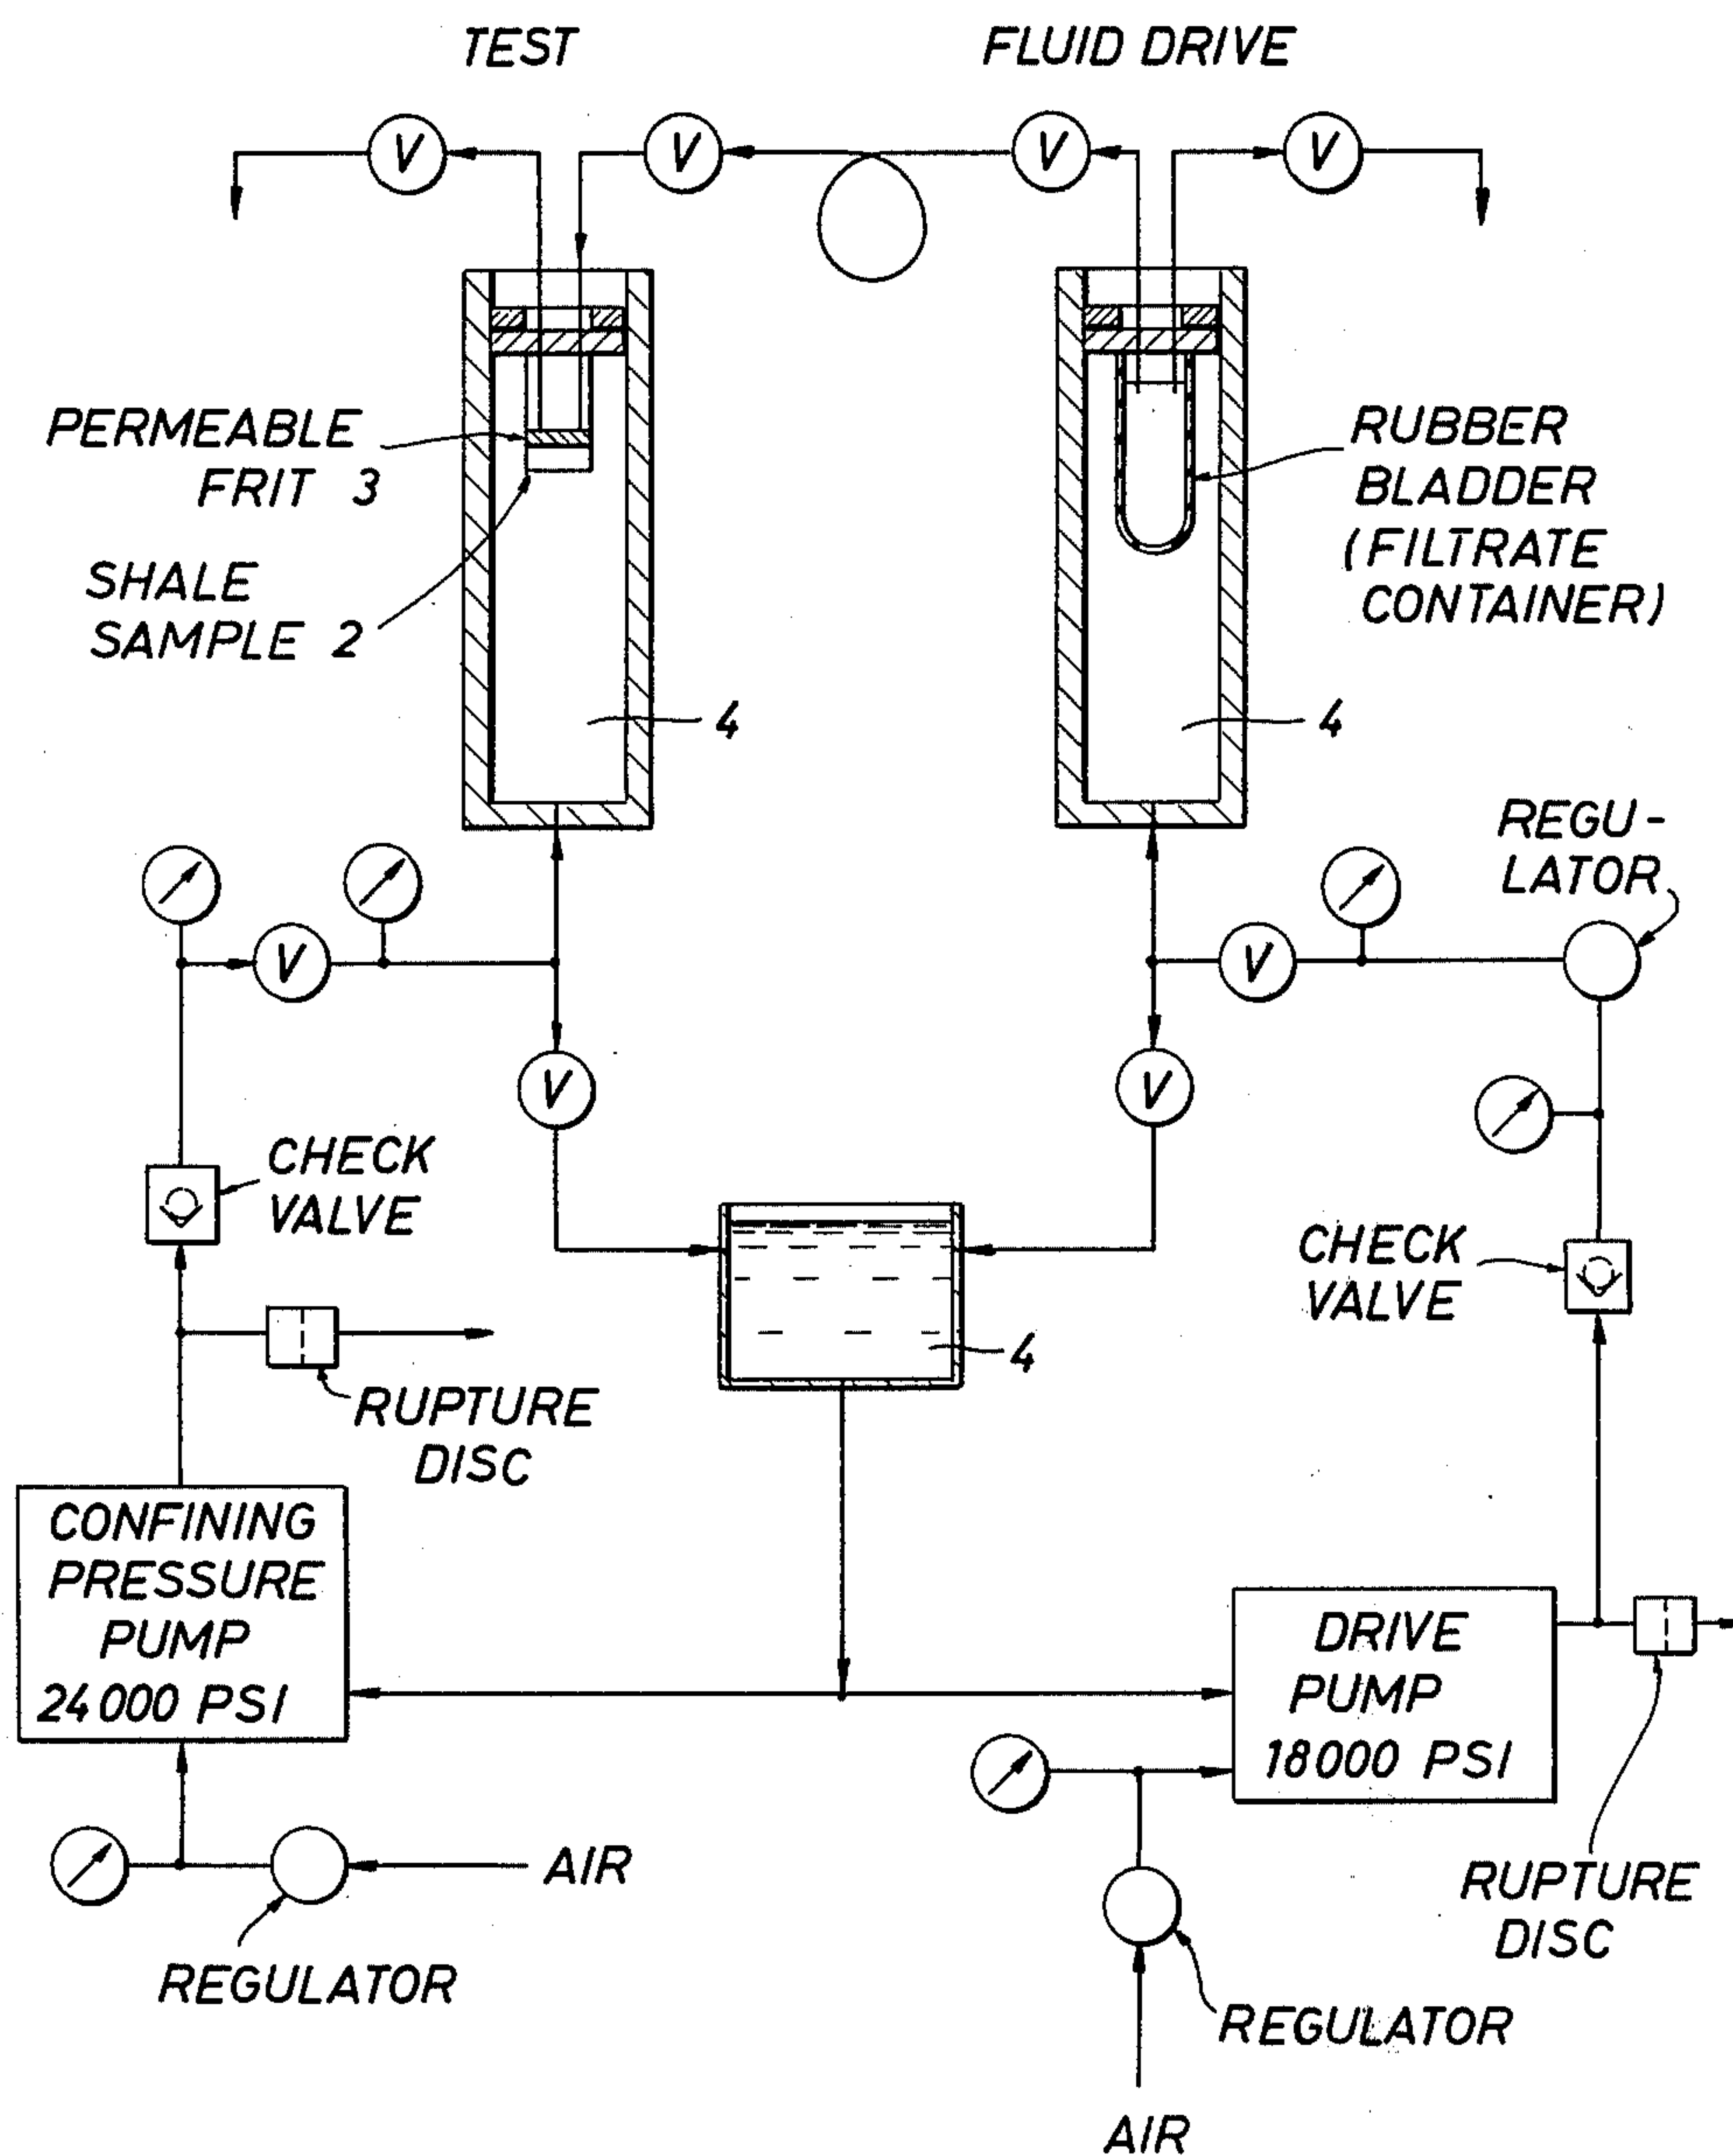 TEST
FLUID DRIVE
V
V
V
V
PERMEABLE
FRIT 3
SHALE
SAMPLE 2
RUBBER
BLADDER
(FILTRATE
CONTAINER)
4
4
REGU-
LATOR
V
V
V
V
CHECK
VALVE
CHECK
VALVE
4
RUPTURE
DISC
CONFINING
PRESSURE
PUMP
24000 PSI
DRIVE
PUMP
18000 PSI
AIR
REGULATOR
RUPTURE
DISC
REGULATOR
AIR